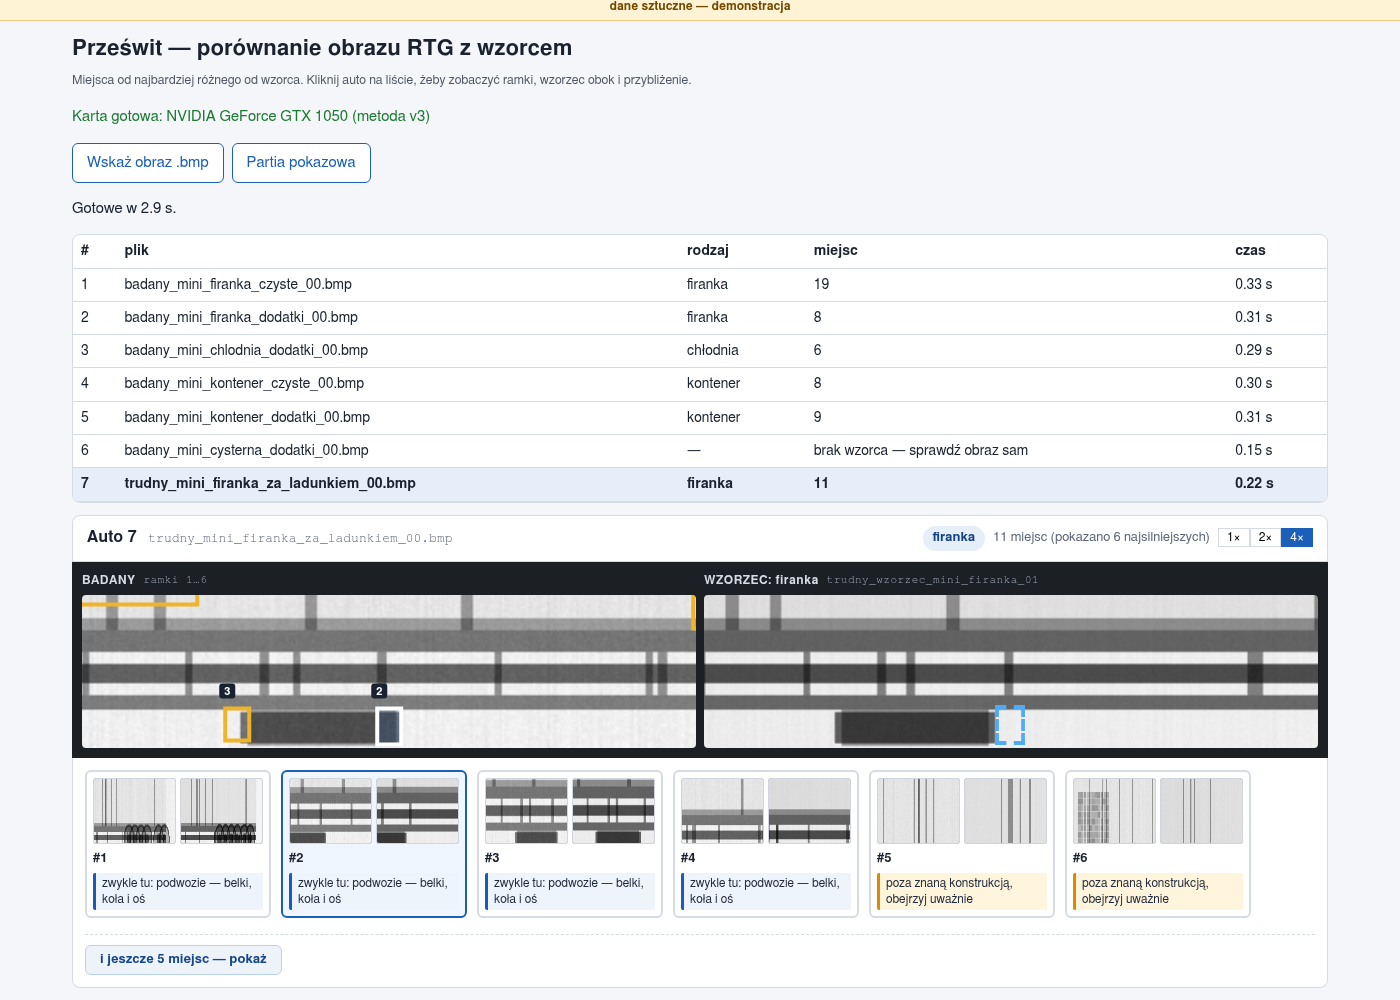 dane sztuczne — demonstracja
Prześwit — porównanie obrazu RTG z wzorcem
Miejsca od najbardziej różnego od wzorca. Kliknij auto na liście, żeby zobaczyć ramki, wzorzec obok i przybliżenie.
Karta gotowa: NVIDIA GeForce GTX 1050 (metoda v3)
Wskaż obraz .bmp Partia pokazowa
Gotowe w 2.9 s.
# plik rodzaj miejsc czas
1 badany_mini_firanka_czyste_00.bmp firanka 19 0.33 s
2 badany_mini_firanka_dodatki_00.bmp firanka 8 0.31 s
3 badany_mini_chlodnia_dodatki_00.bmp chłodnia 6 0.29 s
4 badany_mini_kontener_czyste_00.bmp kontener 8 0.30 s
5 badany_mini_kontener_dodatki_00.bmp kontener 9 0.31 s
6 badany_mini_cysterna_dodatki_00.bmp — brak wzorca — sprawdź obraz sam 0.15 s
7 trudny_mini_firanka_za_ladunkiem_00.bmp firanka 11 0.22 s
Auto 7 trudny_mini_firanka_za_ladunkiem_00.bmp firanka 11 miejsc (pokazano 6 najsilniejszych) 1× 2× 4×
BADANY ramki 1…6 WZORZEC: firanka trudny_wzorzec_mini_firanka_01
3 2
#1 #2 #3 #4 #5 #6
zwykle tu: podwozie — belki, zwykle tu: podwozie — belki, zwykle tu: podwozie — belki, zwykle tu: podwozie — belki, poza znaną konstrukcją, poza znaną konstrukcją,
koła i oś koła i oś koła i oś koła i oś obejrzyj uważnie obejrzyj uważnie
i jeszcze 5 miejsc — pokaż